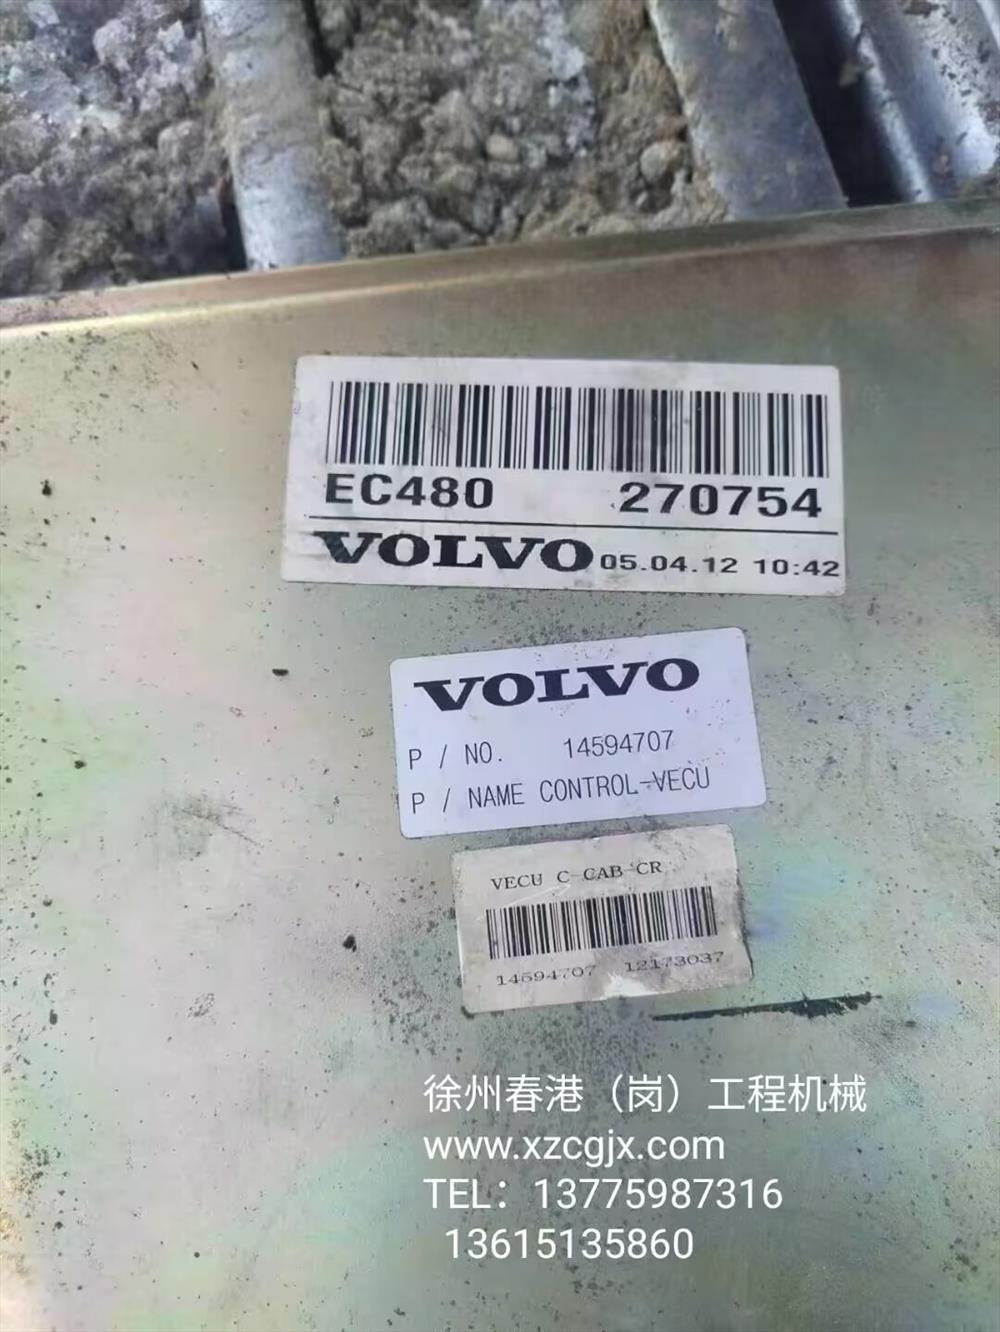 EC480 270754
VOLVO 05.04.12 10:42
VOLVO
P / NO. 14594707
P / NAME CONTROL-VECU
VECU C-CAB-CR
14594707 12173037
徐州春港（岗）工程机械
www.xzcgjx.com
TEL：13775987316
13615135860